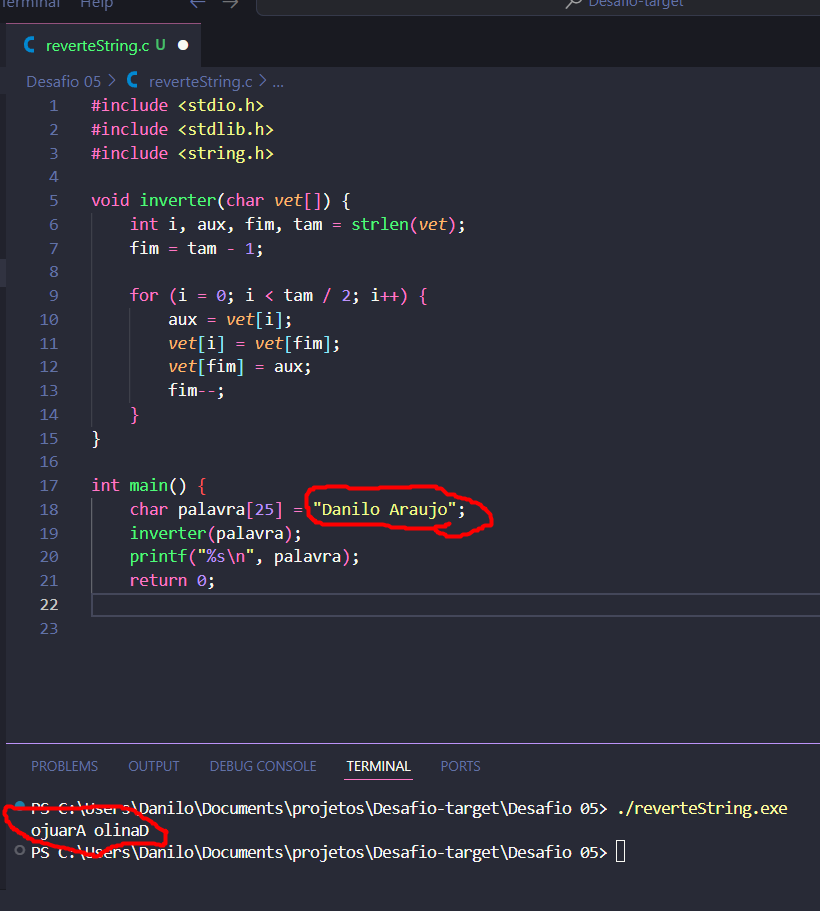 Terminal Help
Desafio-target
reverteString.c U
Desafio 05 > reverteString.c > ...
1 #include <stdio.h>
2 #include <stdlib.h>
3 #include <string.h>
4
5 void inverter(char vet[]) {
6 int i, aux, fim, tam = strlen(vet);
7 fim = tam - 1;
8
9 for (i = 0; i < tam / 2; i++) {
10 aux = vet[i];
11 vet[i] = vet[fim];
12 vet[fim] = aux;
13 fim--;
14 }
15 }
16
17 int main() {
18 char palavra[25] = "Danilo Araujo";
19 inverter(palavra);
20 printf("%s\n", palavra);
21 return 0;
22
23
PROBLEMS OUTPUT DEBUG CONSOLE TERMINAL PORTS
PS C:\Users\Danilo\Documents\projetos\Desafio-target\Desafio 05> ./reverteString.exe
ojuarA olinaD
PS C:\Users\Danilo\Documents\projetos\Desafio-target\Desafio 05>